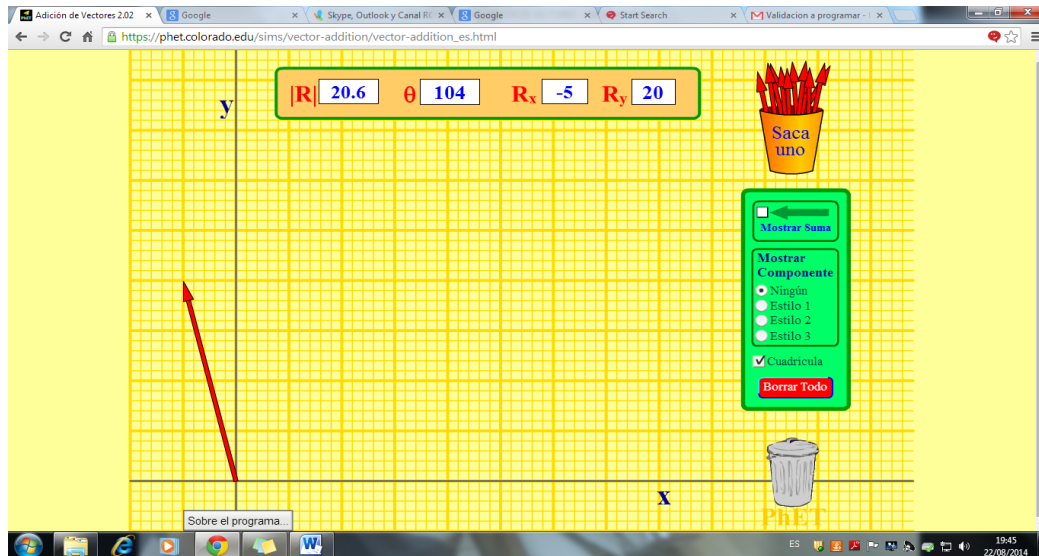 Adición de Vectores 2.02
Google
Skype, Outlook y Canal R
Google
Start Search
Validacion a programar -
https://phet.colorado.edu/sims/vector-addition/vector-addition_es.html
|R| 20.6 θ 104 Rx -5 Ry 20
y
Saca
uno
Mostrar Suma
Mostrar
Componente
Ningún
Estilo 1
Estilo 2
Estilo 3
Cuadricula
Borrar Todo
x
PhET
Sobre el programa...
ES
19:45
22/08/2014